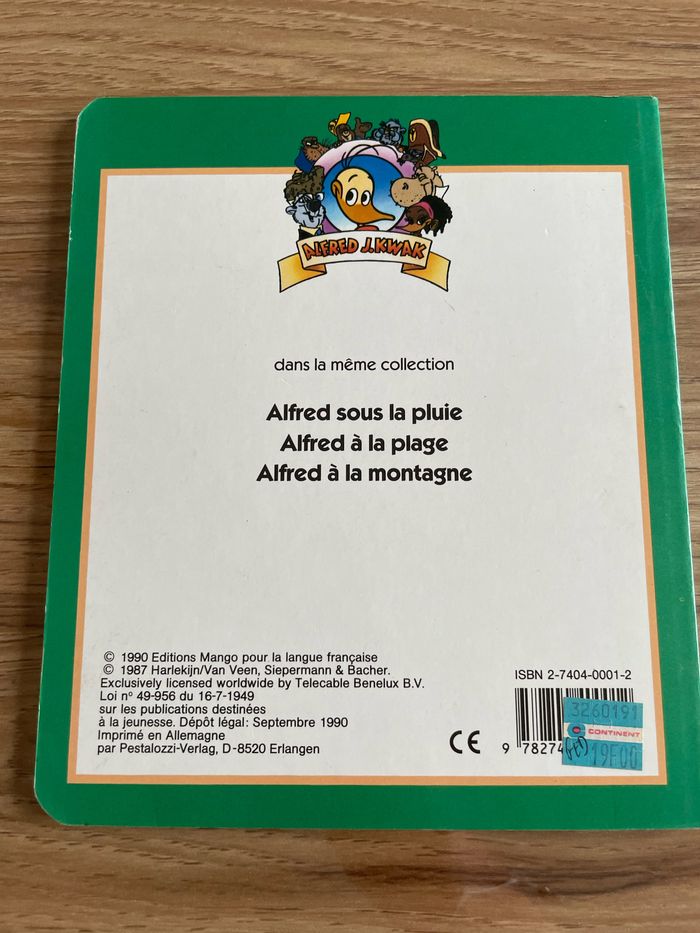 ALFRED J. KWAK
dans la même collection
Alfred sous la pluie
Alfred à la plage
Alfred à la montagne
© 1990 Editions Mango pour la langue française
© 1987 Harlekijn/Van Veen, Siepermann & Bacher.
Exclusively licensed worldwide by Telecable Benelux B.V.
Loi nº 49-956 du 16-7-1949
sur les publications destinées
à la jeunesse. Dépôt légal: Septembre 1990
Imprimé en Allemagne
par Pestalozzi-Verlag, D-8520 Erlangen
CE
ISBN 2-7404-0001-2
3260191
CONTINENT
19F00
9 78274